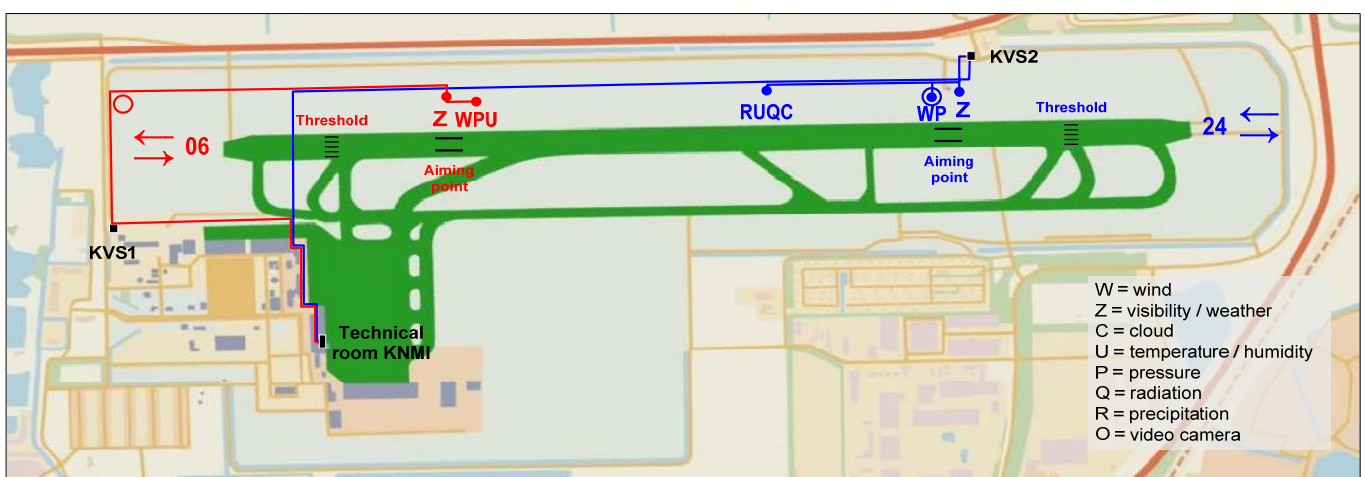 KVS2
Z WPU
RUQC
WP Z
Threshold
Threshold
06
24
Aiming
point
Aiming
point
KVS1
Technical
room KNMI
W = wind
Z = visibility / weather
C = cloud
U = temperature / humidity
P = pressure
Q = radiation
R = precipitation
O = video camera